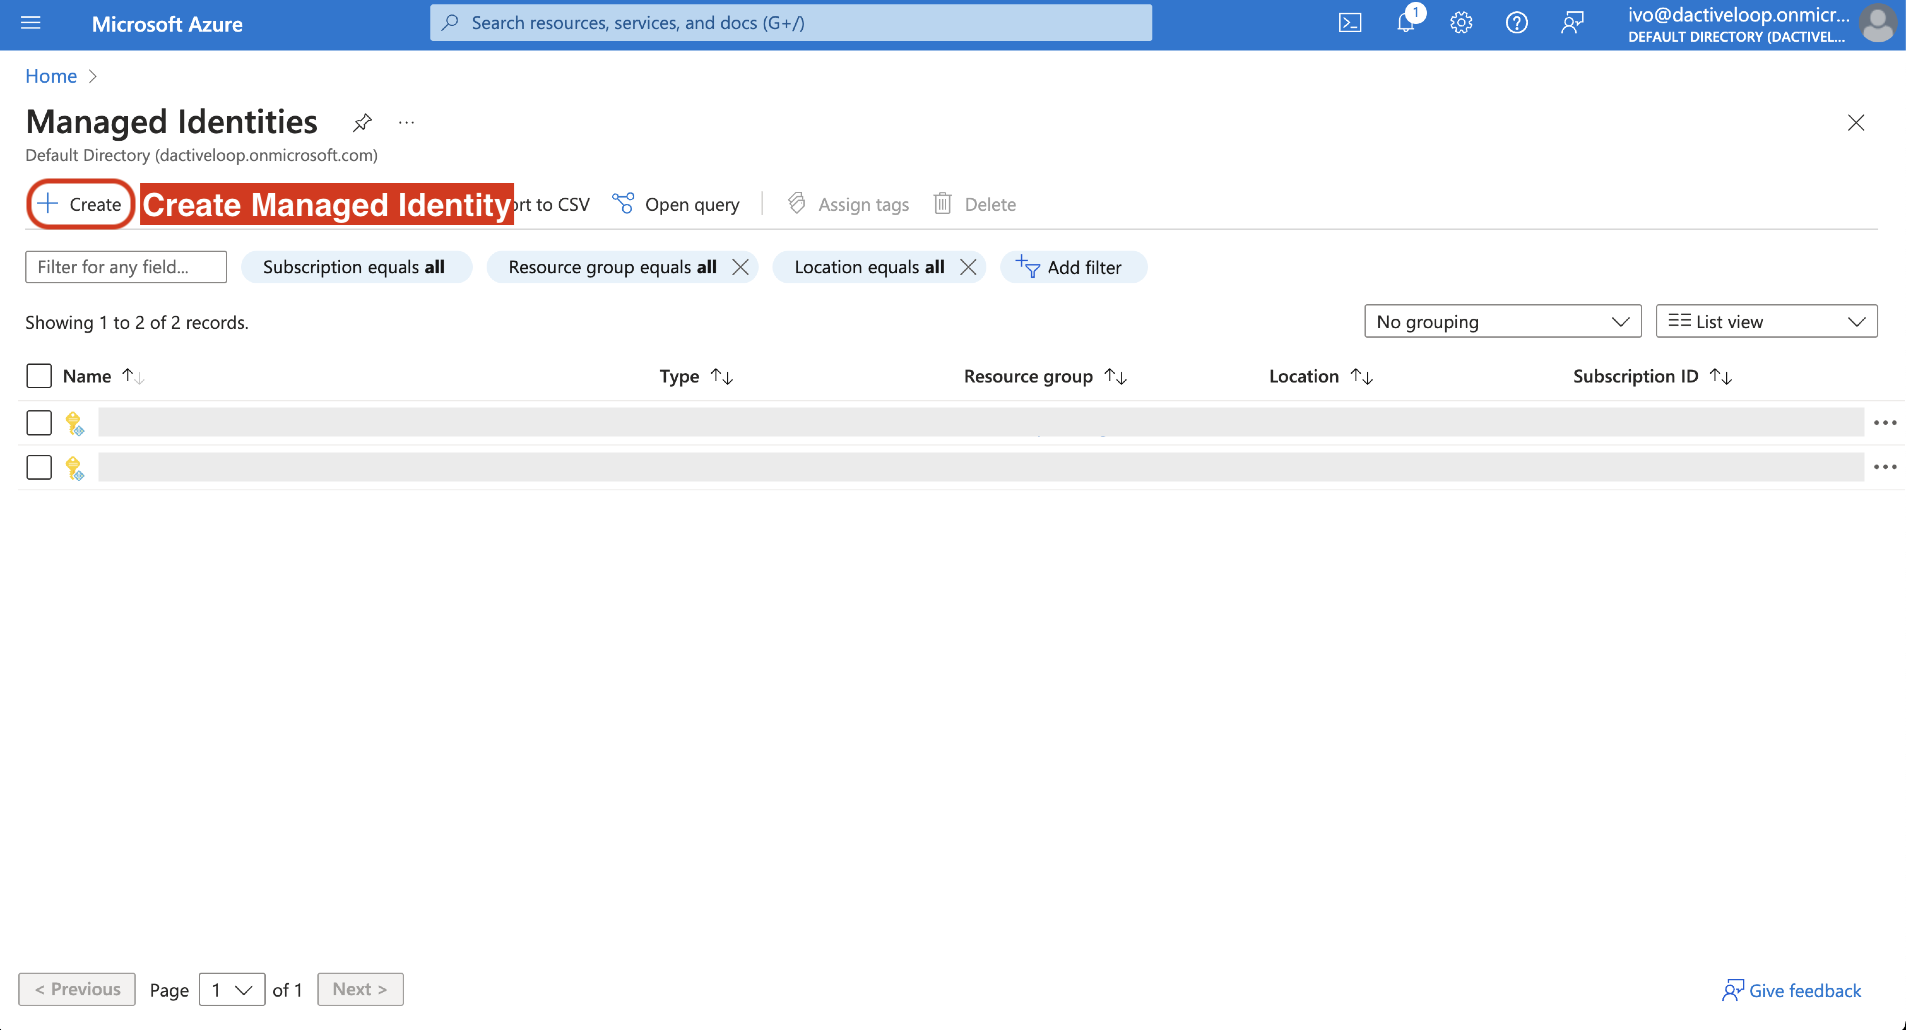 Microsoft Azure
Search resources, services, and docs (G+/)
1
ivo@dactiveloop.onmicr...
DEFAULT DIRECTORY (DACTIVEL...
Home
Managed Identities
Default Directory (dactiveloop.onmicrosoft.com)
Create Create Managed Identity ort to CSV Open query Assign tags Delete
Filter for any field... Subscription equals all Resource group equals all Location equals all Add filter
Showing 1 to 2 of 2 records. No grouping List view
Name Type Resource group Location Subscription ID
< Previous Page 1 of 1 Next > Give feedback